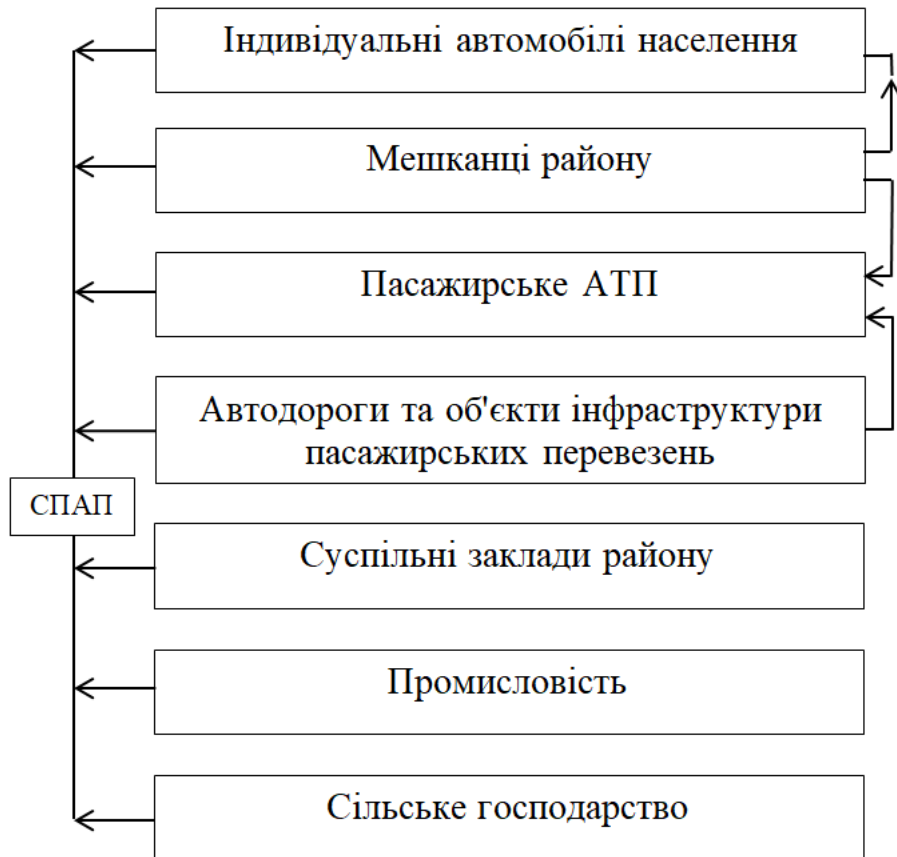 Індивідуальні автомобілі населення
Мешканці району
Пасажирське АТП
Автодороги та об'єкти інфраструктури
пасажирських перевезень
СПАП
Суспільні заклади району
Промисловість
Сільське господарство